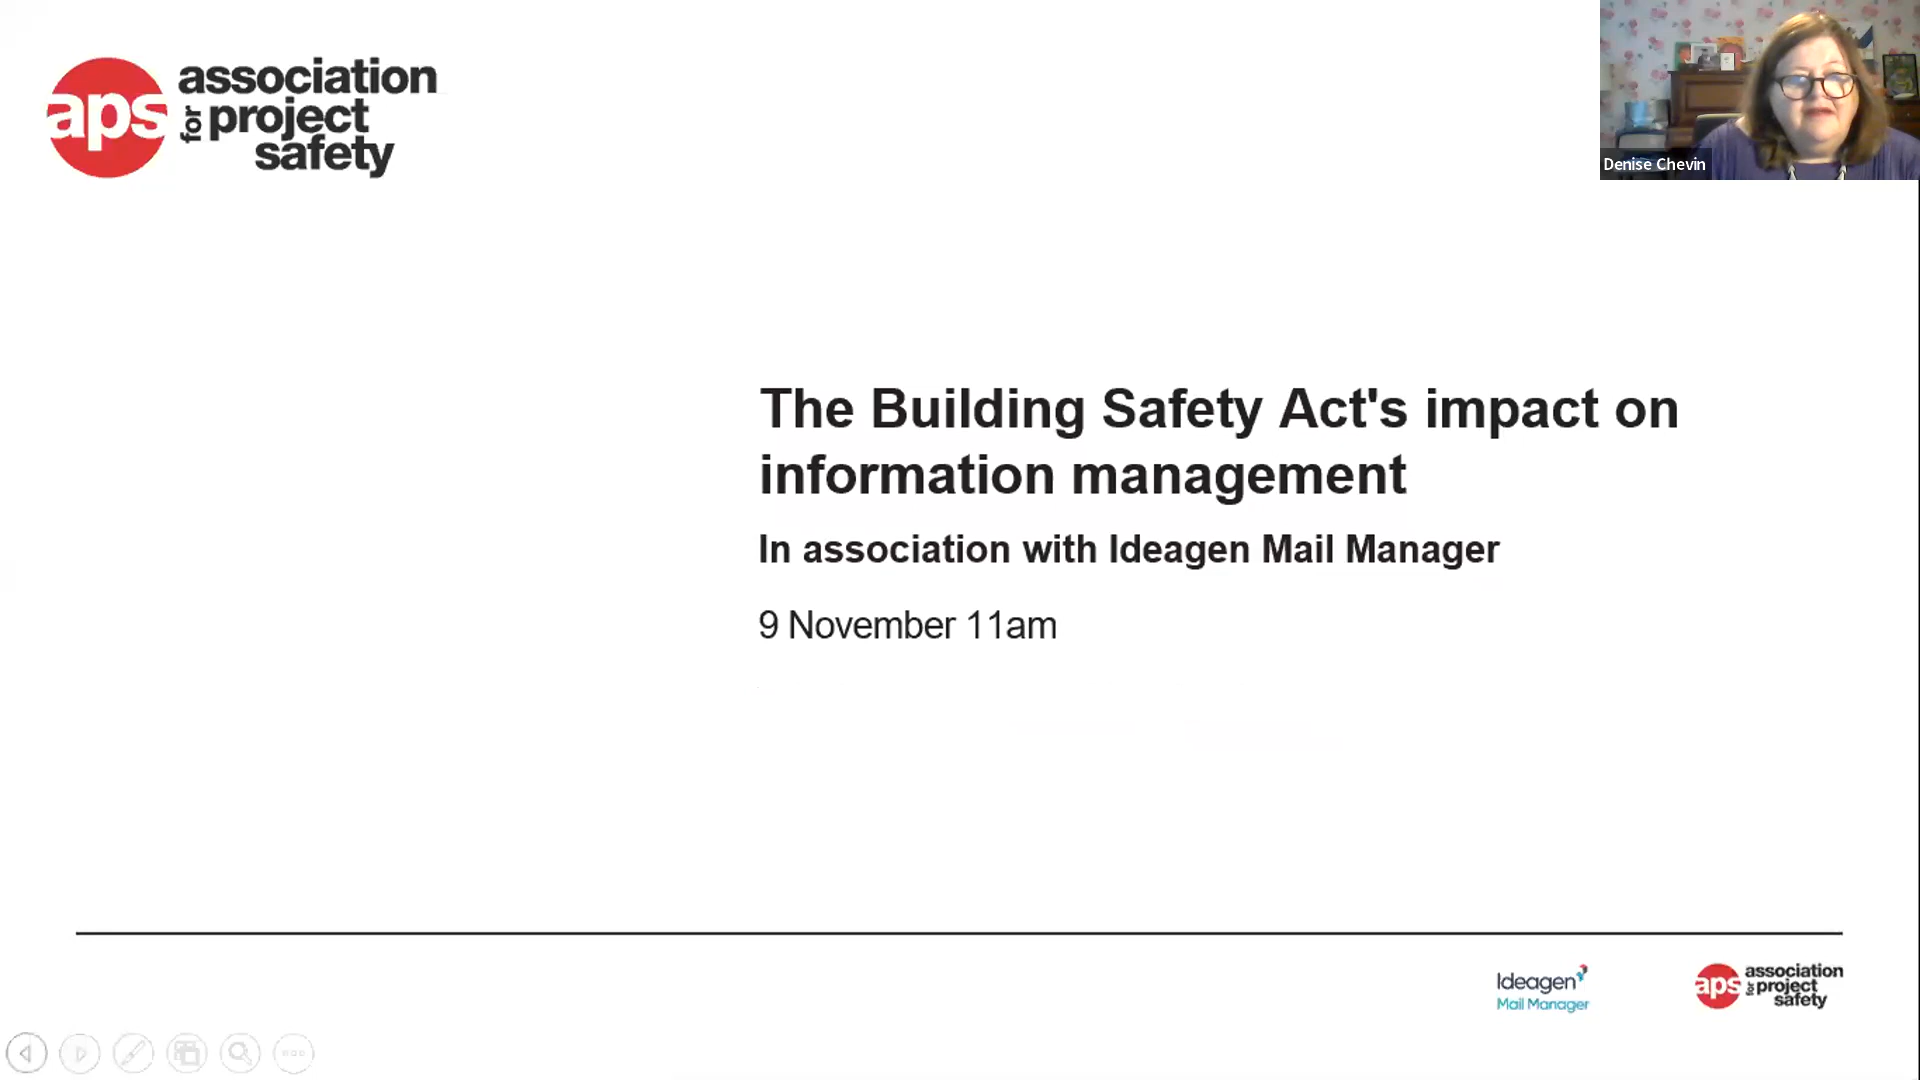 aps
association
for project
safety
Denise Chevin
The Building Safety Act's impact on
information management
In association with Ideagen Mail Manager
9 November 11am
Ideagen
Mail Manager
aps
association
for project
safety